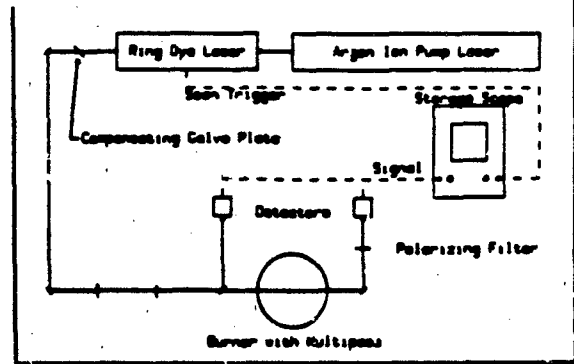 Ring Dye Laser
Argon Ion Pump Laser
Scan Trigger
Storage Scope
Compensating Galvo Plate
Signal
Detectors
Polarizing Filter
Burner with Multipass